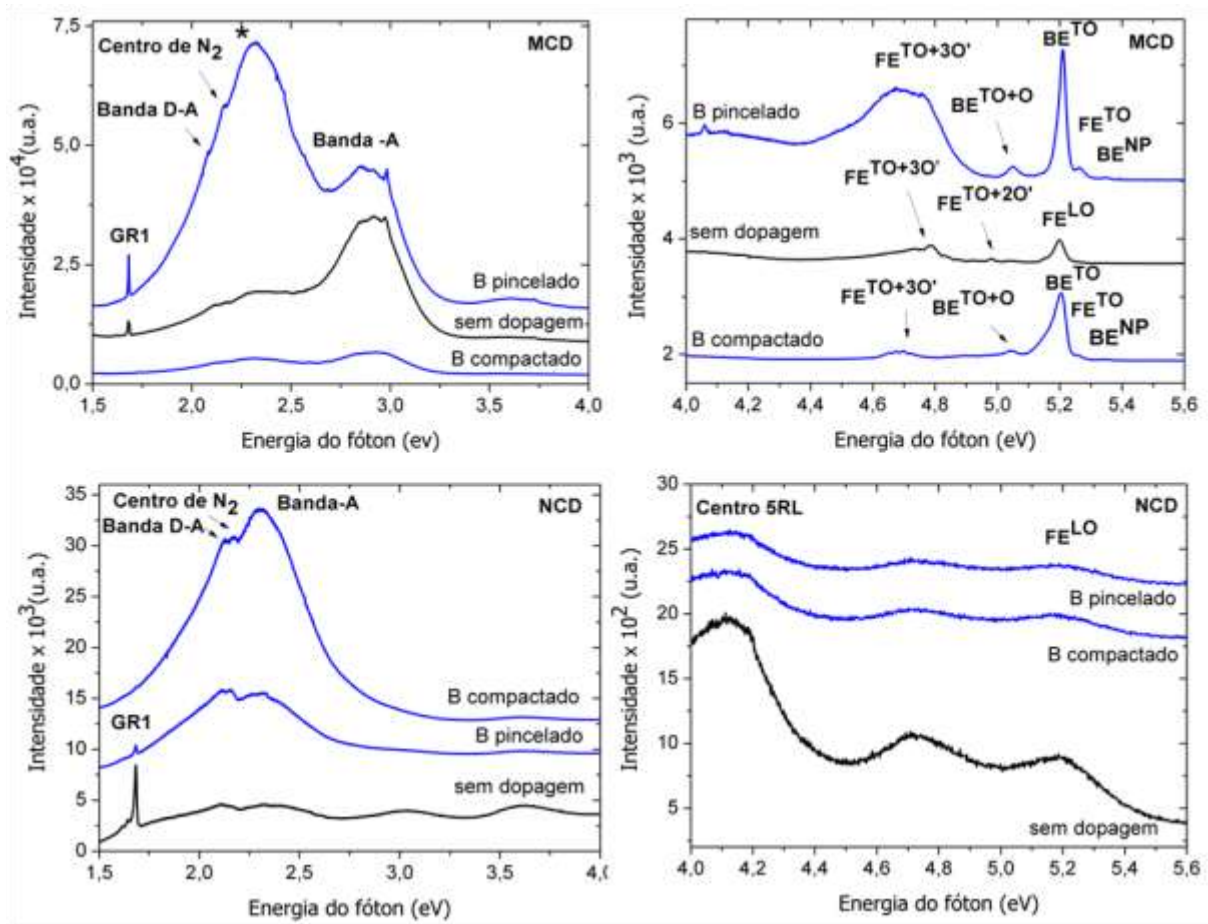 MCD
Intensidade x 10⁴(u.a.)
7,5
5,0
2,5
0,0
Centro de N₂
*
Banda D-A
Banda -A
GR1
B pincelado
sem dopagem
B compactado
1,5 2,0 2,5 3,0 3,5 4,0
Energia do fóton (ev)
MCD
Intensidade x 10³ (u.a.)
6
4
2
BE^TO
FE^TO+3O'
B pincelado
BE^TO+O
FE^TO
BE^NP
FE^TO+3O'
FE^TO+2O'
sem dopagem
FE^LO
BE^TO
FE^TO+3O'
BE^TO+O
FE^TO
BE^NP
B compactado
4,0 4,2 4,4 4,6 4,8 5,0 5,2 5,4 5,6
Energia do fóton (eV)
NCD
Intensidade x 10³(u.a.)
35
30
25
20
15
10
5
0
Centro de N₂
Banda-A
Banda D-A
B compactado
GR1
B pincelado
sem dopagem
1,5 2,0 2,5 3,0 3,5 4,0
Energia do fóton (eV)
NCD
Intensidade x 10² (u.a.)
30
25
20
15
10
5
Centro 5RL
FE^LO
B pincelado
B compactado
sem dopagem
4,0 4,2 4,4 4,6 4,8 5,0 5,2 5,4 5,6
Energia do fóton (eV)